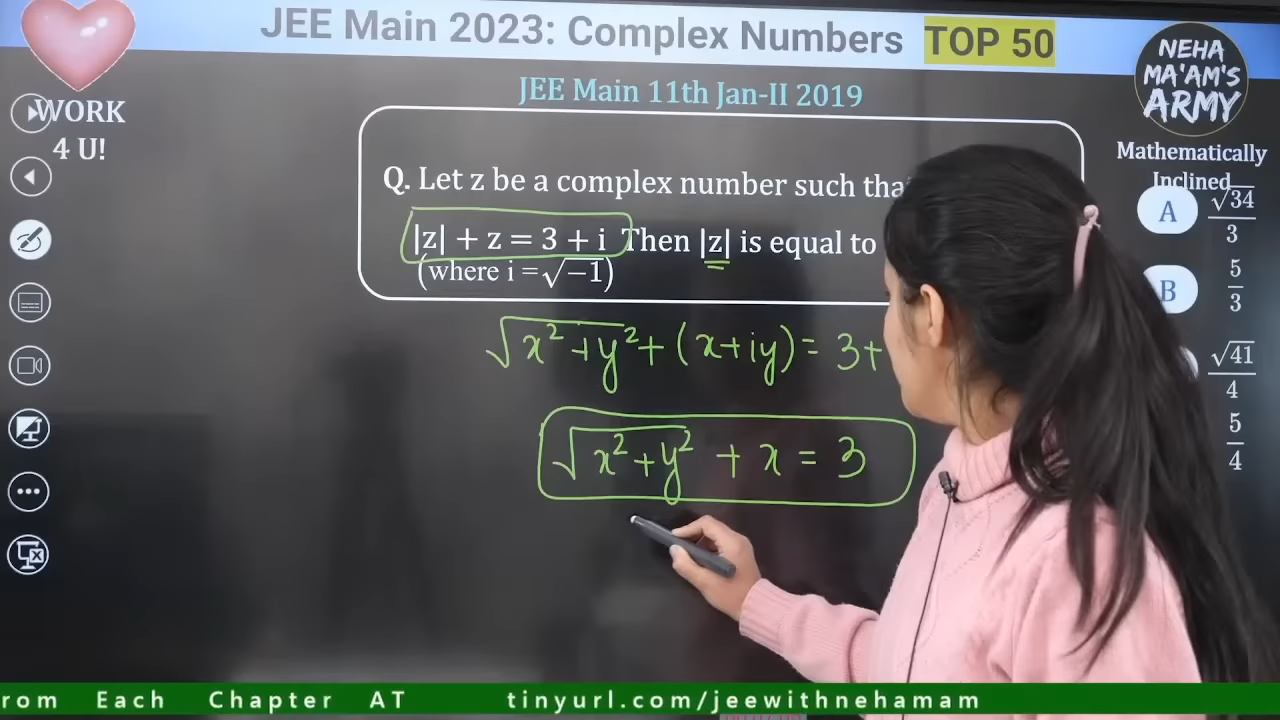 JEE Main 2023: Complex Numbers TOP 50
WORK
4 U!
JEE Main 11th Jan-II 2019
NEHA
MA'AM'S
ARMY
Mathematically
Inclined
Q. Let z be a complex number such
|z| + z = 3 + i Then |z| is equal to
(where i = √−1)
A √34/3
B 5/3
√41/4
5/4
√x² + y² + (x + iy) = 3 +
√x² + y² + x = 3
rom Each Chapter AT tinyurl.com/jeewithnehamam